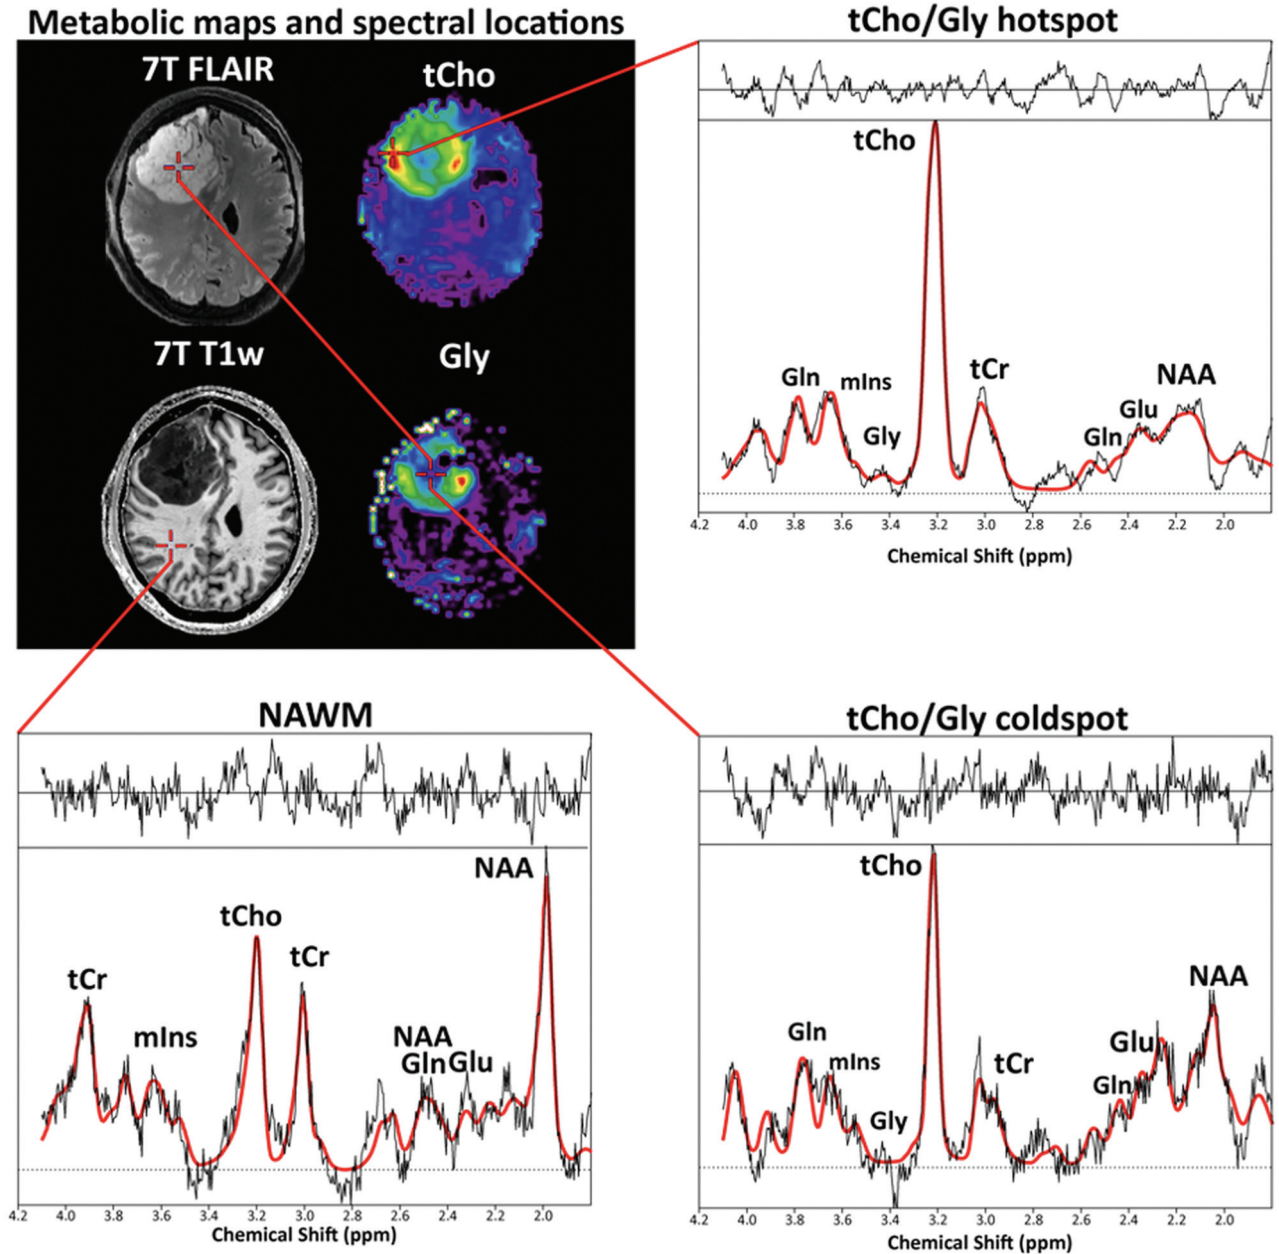 Metabolic maps and spectral locations
7T FLAIR
tCho
7T T1w
Gly
tCho/Gly hotspot
tCho
Gln
mIns
Gly
tCr
Gln
Glu
NAA
4.2 4.0 3.8 3.6 3.4 3.2 3.0 2.8 2.6 2.4 2.2 2.0
Chemical Shift (ppm)
NAWM
tCr
mIns
tCho
tCr
NAA
Gln Glu
NAA
4.2 4.0 3.8 3.6 3.4 3.2 3.0 2.8 2.6 2.4 2.2 2.0
Chemical Shift (ppm)
tCho/Gly coldspot
tCho
Gln
mIns
Gly
tCr
Gln
Glu
NAA
4.2 4.0 3.8 3.6 3.4 3.2 3.0 2.8 2.6 2.4 2.2 2.0
Chemical Shift (ppm)